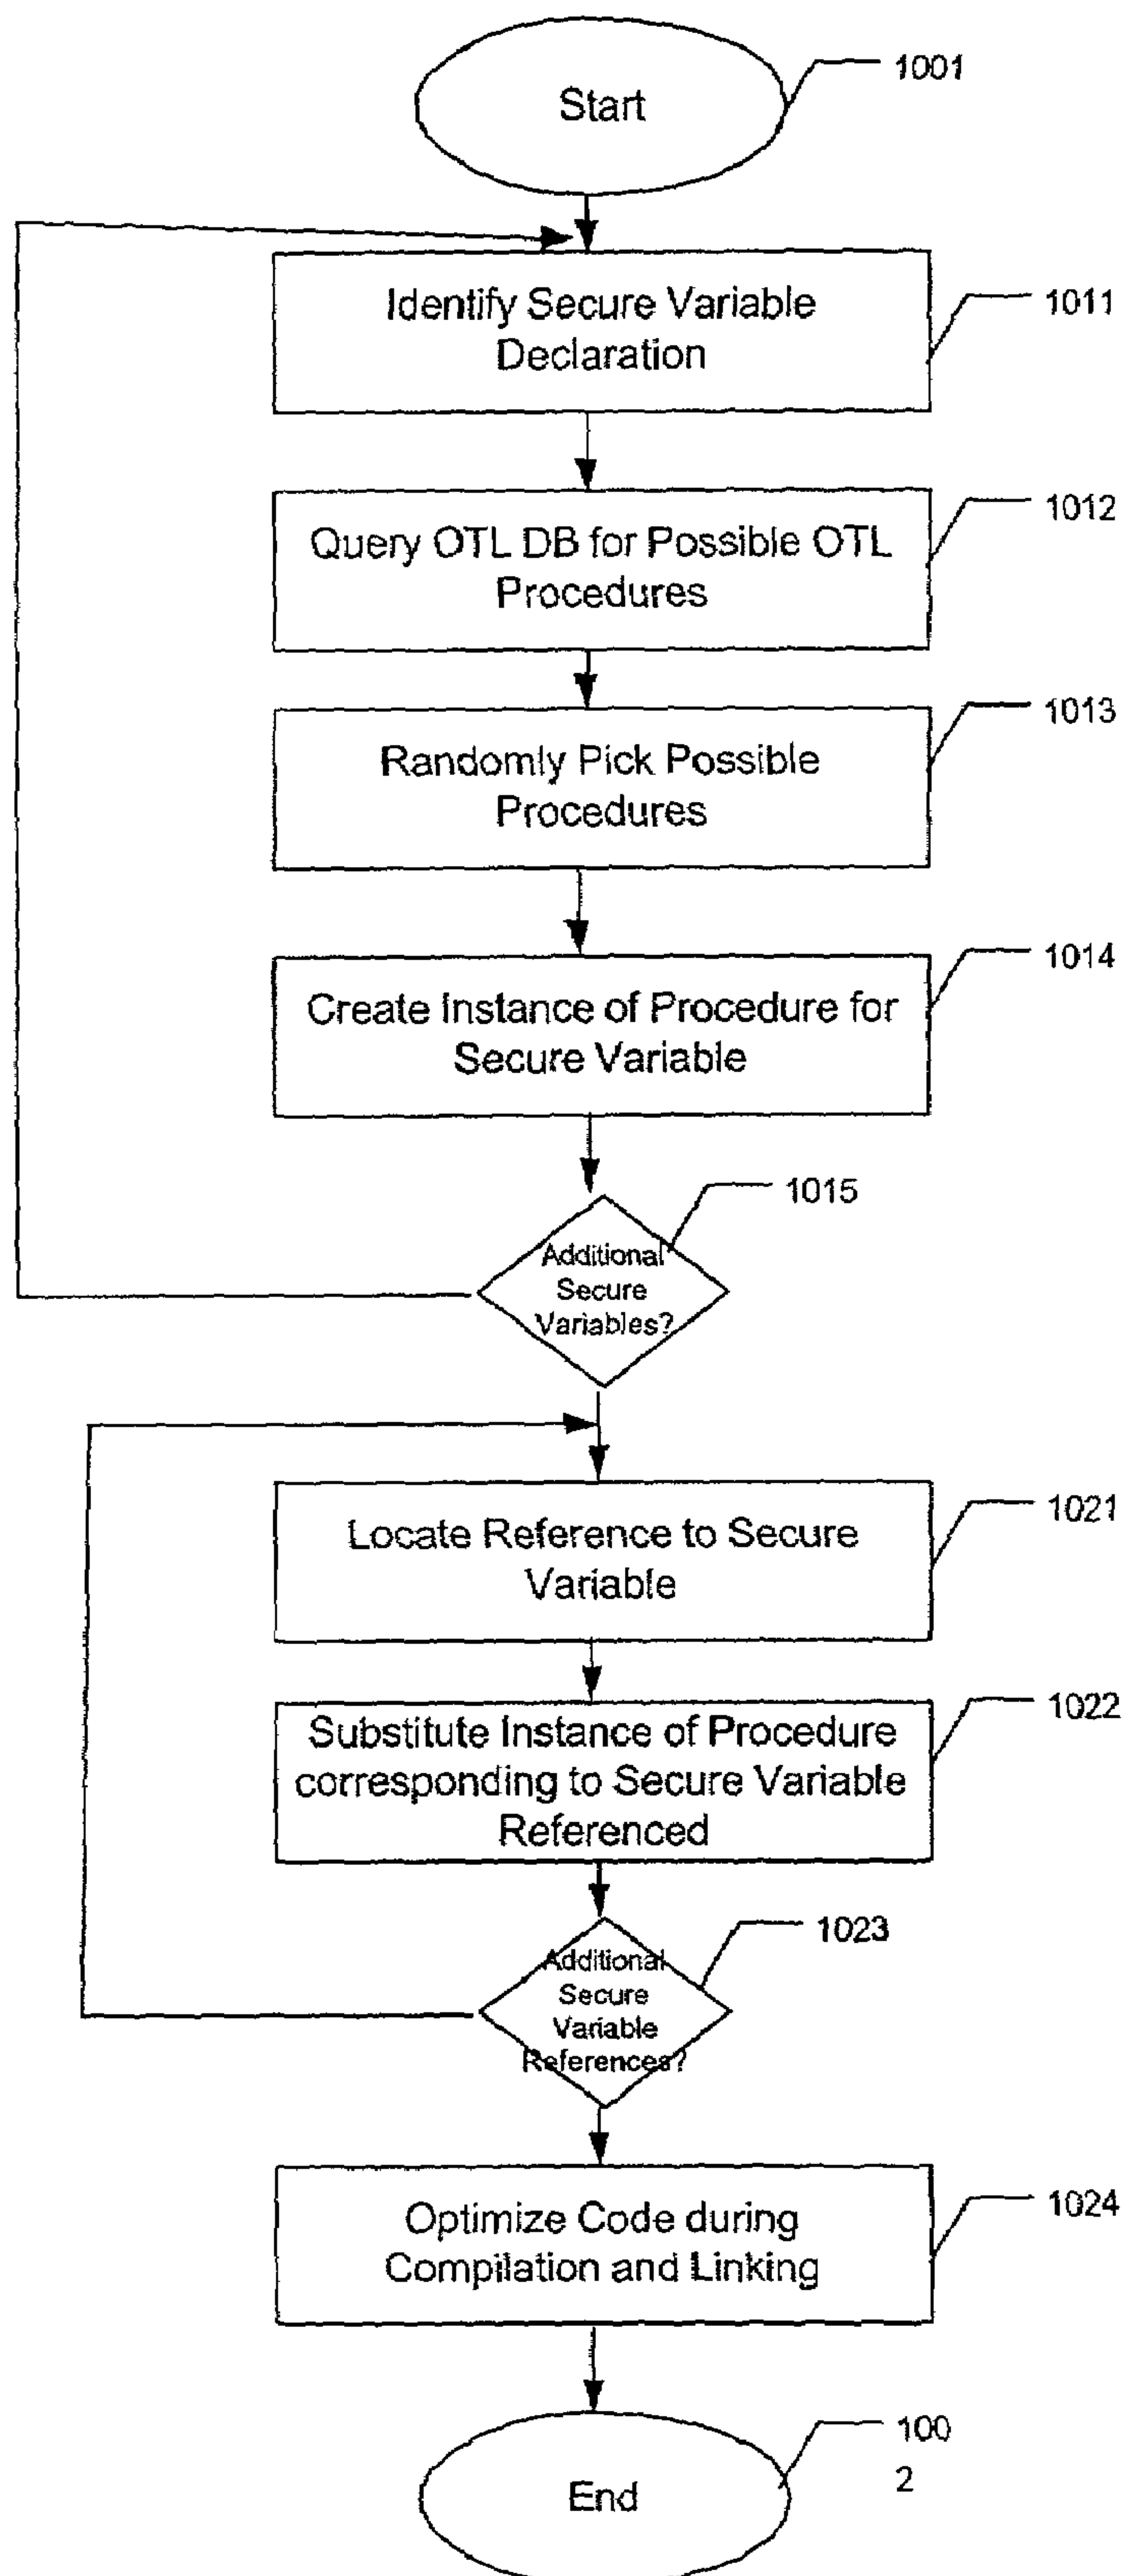 Start
1001
Identify Secure Variable
Declaration
1011
Query OTL DB for Possible OTL
Procedures
1012
Randomly Pick Possible
Procedures
1013
Create Instance of Procedure for
Secure Variable
1014
Additional
Secure
Variables?
1015
Locate Reference to Secure
Variable
1021
Substitute Instance of Procedure
corresponding to Secure Variable
Referenced
1022
Additional
Secure
Variable
References?
1023
Optimize Code during
Compilation and Linking
1024
End
100
2